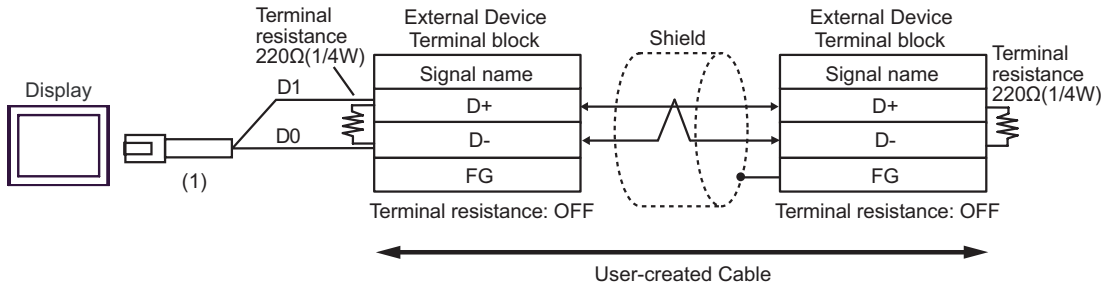 Display
(1)
D1
D0
Terminal
resistance
220Ω(1/4W)
External Device
Terminal block
Signal name
D+
D-
FG
Terminal resistance: OFF
Shield
External Device
Terminal block
Signal name
D+
D-
FG
Terminal resistance: OFF
Terminal
resistance
220Ω(1/4W)
User-created Cable